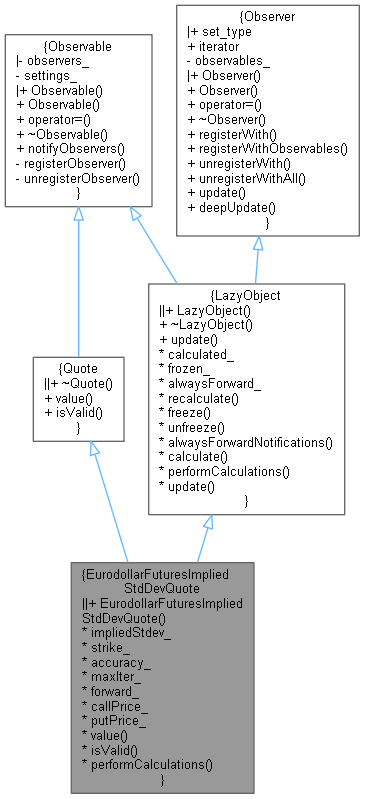 {Observable
|- observers_
- settings_
|+ Observable()
+ Observable()
+ operator=()
+ ~Observable()
+ notifyObservers()
- registerObserver()
- unregisterObserver()
}
{Observer
|+ set_type
+ iterator
- observables_
|+ Observer()
+ Observer()
+ operator=()
+ ~Observer()
+ registerWith()
+ registerWithObservables()
+ unregisterWith()
+ unregisterWithAll()
+ update()
+ deepUpdate()
}
{LazyObject
||+ LazyObject()
+ ~LazyObject()
+ update()
* calculated_
* frozen_
* alwaysForward_
* recalculate()
* freeze()
* unfreeze()
* alwaysForwardNotifications()
* calculate()
* performCalculations()
* update()
}
{Quote
||+ ~Quote()
+ value()
+ isValid()
}
{EurodollarFuturesImplied
StdDevQuote
||+ EurodollarFuturesImplied
StdDevQuote()
* impliedStdev_
* strike_
* accuracy_
* maxIter_
* forward_
* callPrice_
* putPrice_
* value()
* isValid()
* performCalculations()
}